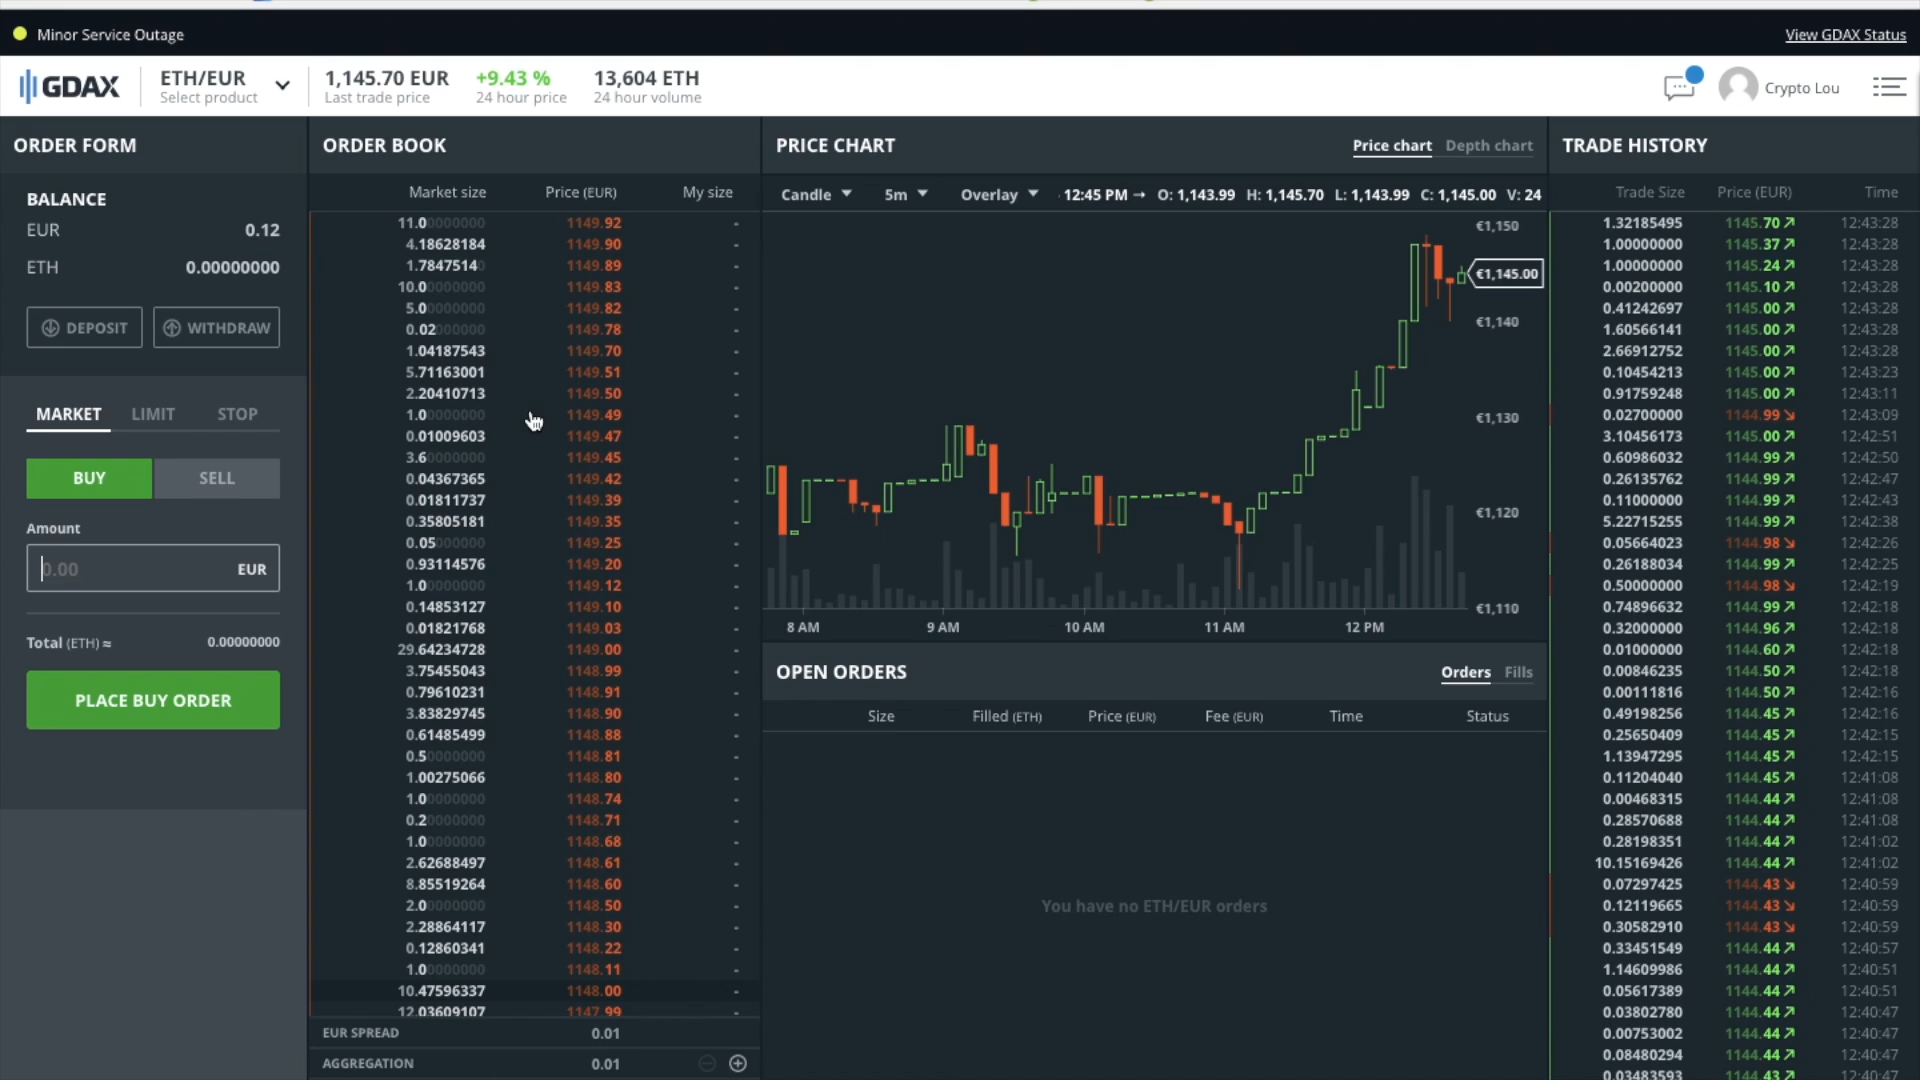 Minor Service Outage
View GDAX Status
GDAX
ETH/EUR
Select product
1,145.70 EUR
Last trade price
+9.43 %
24 hour price
13,604 ETH
24 hour volume
Crypto Lou
ORDER FORM
BALANCE
EUR 0.12
ETH 0.00000000
DEPOSIT WITHDRAW
MARKET LIMIT STOP
BUY SELL
Amount
0.00 EUR
Total (ETH) ≈ 0.00000000
PLACE BUY ORDER
ORDER BOOK
Market size Price (EUR) My size
11.00000000 1149.92 -
4.18628184 1149.90 -
1.78475140 1149.89 -
10.00000000 1149.83 -
5.00000000 1149.82 -
0.02000000 1149.78 -
1.04187543 1149.70 -
5.71163001 1149.51 -
2.20410713 1149.50 -
1.00000000 1149.49 -
0.01009603 1149.47 -
3.60000000 1149.45 -
0.04367365 1149.42 -
0.01811737 1149.39 -
0.35805181 1149.35 -
0.05000000 1149.25 -
0.93114576 1149.20 -
1.00000000 1149.12 -
0.14853127 1149.10 -
0.01821768 1149.03 -
29.64234728 1149.00 -
3.75455043 1148.99 -
0.79610231 1148.91 -
3.83829745 1148.90 -
0.61485499 1148.88 -
0.50000000 1148.81 -
1.00275066 1148.80 -
1.00000000 1148.74 -
0.20000000 1148.71 -
1.00000000 1148.68 -
2.62688497 1148.61 -
8.85519264 1148.60 -
2.00000000 1148.50 -
2.28864117 1148.30 -
0.12860341 1148.22 -
1.00000000 1148.11 -
10.47596337 1148.00 -
12.03609107 1147.99 -
EUR SPREAD 0.01
AGGREGATION 0.01
PRICE CHART
Price chart Depth chart
Candle 5m Overlay 12:45 PM → O: 1,143.99 H: 1,145.70 L: 1,143.99 C: 1,145.00 V: 24
€1,150
€1,145.00
€1,140
€1,130
€1,120
€1,110
8 AM 9 AM 10 AM 11 AM 12 PM
OPEN ORDERS
Orders Fills
Size Filled (ETH) Price (EUR) Fee (EUR) Time Status
You have no ETH/EUR orders
TRADE HISTORY
Trade Size Price (EUR) Time
1.32185495 1145.70↗ 12:43:28
1.00000000 1145.37↗ 12:43:28
1.00000000 1145.24↗ 12:43:28
0.00200000 1145.10↗ 12:43:28
0.41242697 1145.00↗ 12:43:28
1.60566141 1145.00↗ 12:43:28
2.66912752 1145.00↗ 12:43:28
0.10454213 1145.00↗ 12:43:23
0.91759248 1145.00↗ 12:43:11
0.02700000 1144.99↘ 12:43:09
3.10456173 1145.00↗ 12:42:51
0.60986032 1144.99↗ 12:42:50
0.26135762 1144.99↗ 12:42:47
0.11000000 1144.99↗ 12:42:43
5.22715255 1144.99↗ 12:42:38
0.05664023 1144.98↘ 12:42:26
0.26188034 1144.99↗ 12:42:25
0.50000000 1144.98↘ 12:42:19
0.74896632 1144.99↗ 12:42:18
0.32000000 1144.96↗ 12:42:18
0.01000000 1144.60↗ 12:42:18
0.00846235 1144.50↗ 12:42:18
0.00111816 1144.50↗ 12:42:16
0.49198256 1144.45↗ 12:42:16
0.25650409 1144.45↗ 12:42:15
1.13947295 1144.45↗ 12:42:15
0.11204040 1144.45↗ 12:41:08
0.00468315 1144.44↗ 12:41:08
0.28570688 1144.44↗ 12:41:08
0.28198351 1144.44↗ 12:41:02
10.15169426 1144.44↗ 12:41:02
0.07297425 1144.43↘ 12:40:59
0.12119665 1144.43↘ 12:40:59
0.30582910 1144.43↘ 12:40:59
0.33451549 1144.44↗ 12:40:57
1.14609986 1144.44↗ 12:40:51
0.05617389 1144.44↗ 12:40:51
0.03802780 1144.44↗ 12:40:47
0.00753002 1144.44↗ 12:40:47
0.08480294 1144.44↗ 12:40:47
0.03483593 1144.43↗ 12:40:47